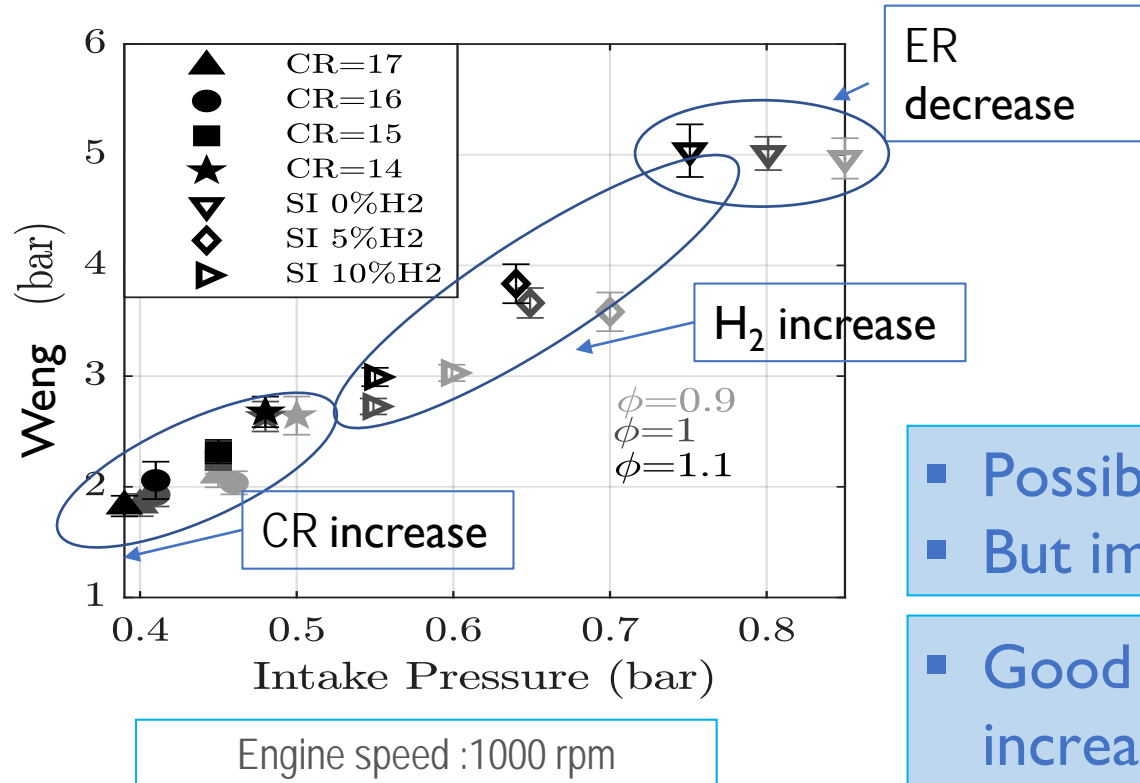 ER
decrease
6
5
4
3
2
1
CR=17
CR=16
CR=15
CR=14
SI 0%H2
SI 5%H2
SI 10%H2
Weng (bar)
H₂ increase
ϕ=0.9
ϕ=1
ϕ=1.1
CR increase
0.4 0.5 0.6 0.7 0.8
Intake Pressure (bar)
Engine speed :1000 rpm
▪ Possib
▪ But im
▪ Good
increa